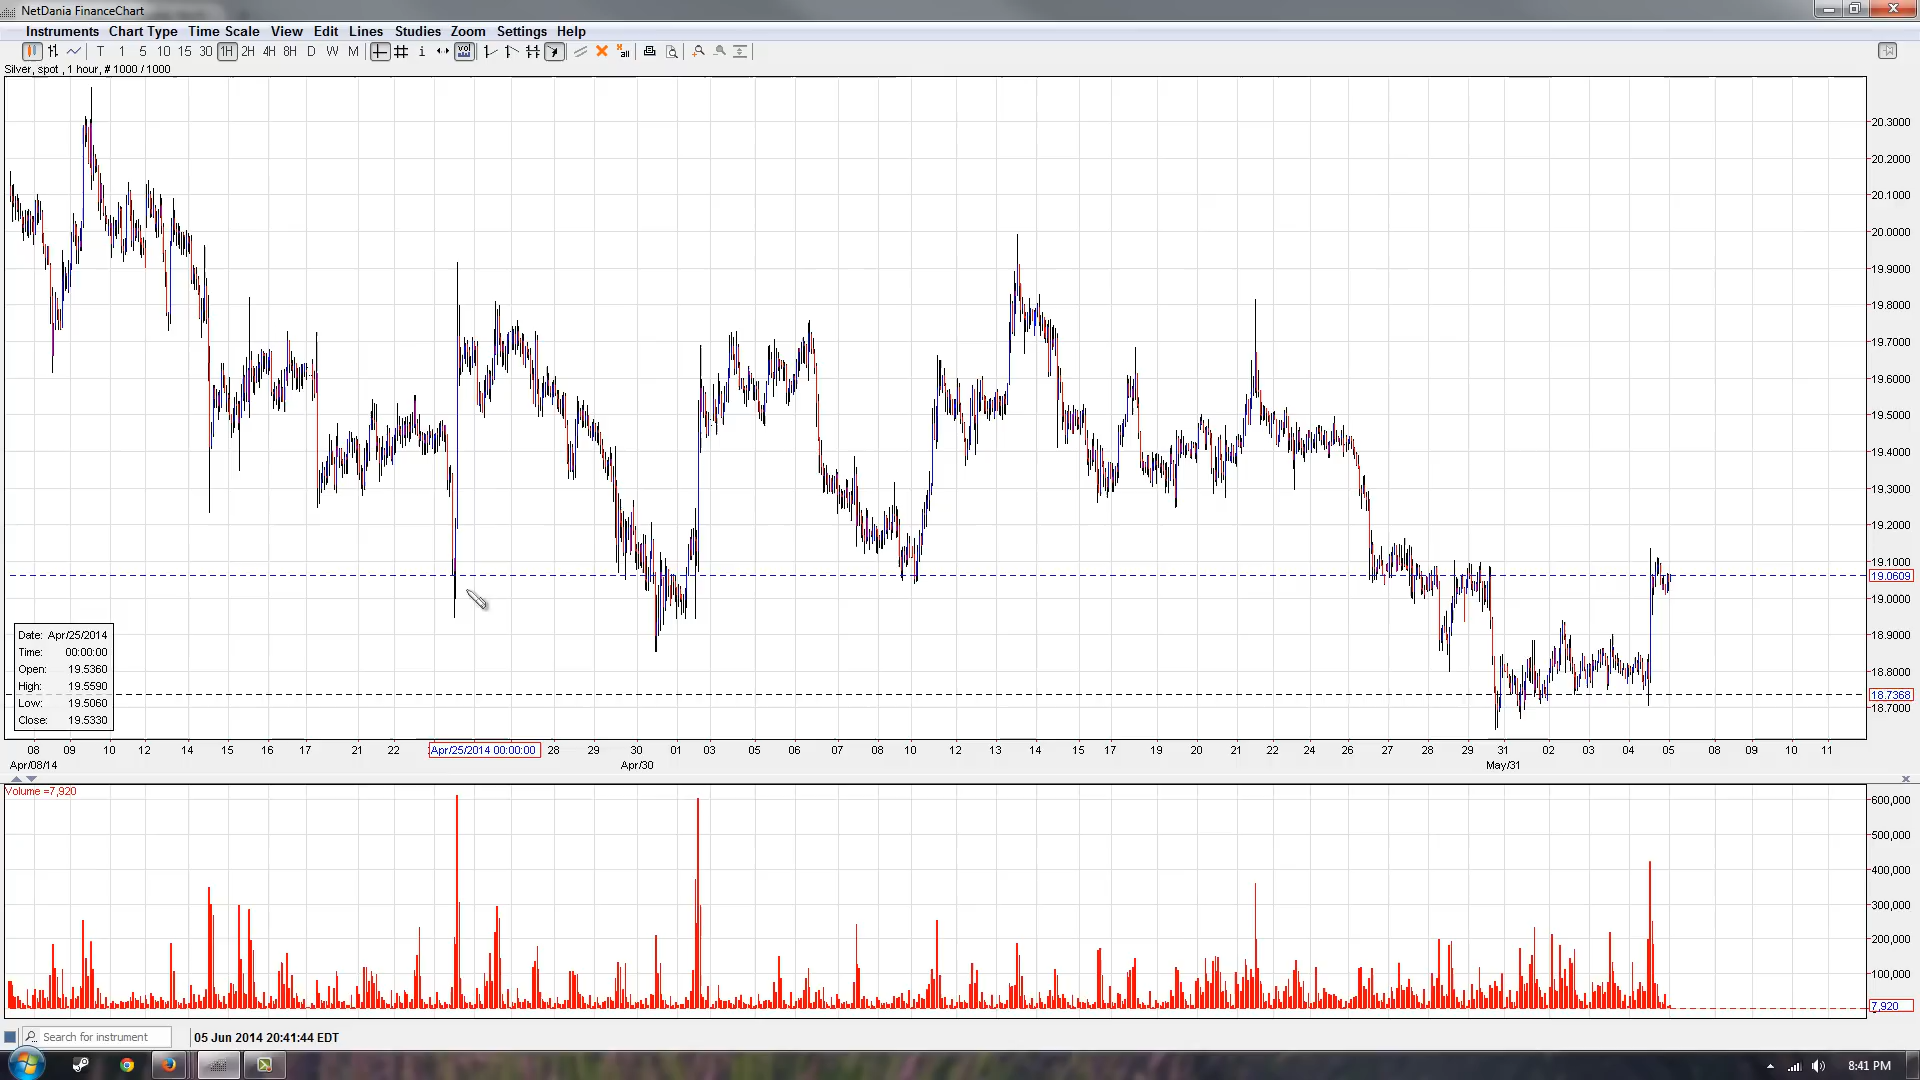 NetDania FinanceChart
Instruments Chart Type Time Scale View Edit Lines Studies Zoom Settings Help
T 1 5 10 15 30 1H 2H 4H 8H D W M i vol all
Silver, spot , 1 hour, # 1000 / 1000
20.3000
20.2000
20.1000
20.0000
19.9000
19.8000
19.7000
19.6000
19.5000
19.4000
19.3000
19.2000
19.1000
19.0609
19.0000
18.9000
18.8000
18.7368
18.7000
Date: Apr/25/2014
Time: 00:00:00
Open: 19.5360
High: 19.5590
Low: 19.5060
Close: 19.5330
08 09 10 12 14 15 16 17 21 22 Apr/25/2014 00:00:00 28 29 30 01 03 05 06 07 08 10 12 13 14 15 17 19 20 21 22 24 26 27 28 29 31 02 03 04 05 08 09 10 11
Apr/08/14 Apr/30 May/31
Volume =7,920
600,000
500,000
400,000
300,000
200,000
100,000
7,920
Search for instrument 05 Jun 2014 20:41:44 EDT
8:41 PM